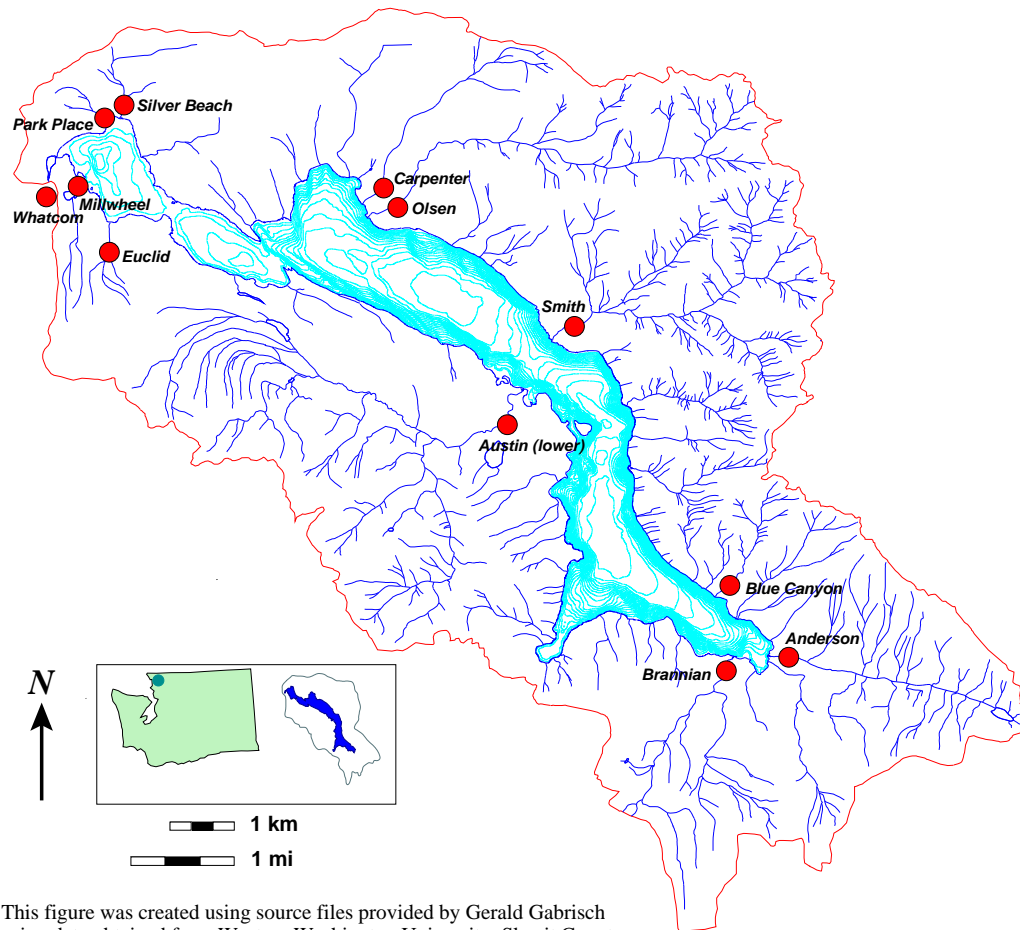 Silver Beach
Park Place
Carpenter
Millwheel
Olsen
Whatcom
Euclid
Smith
Austin (lower)
Blue Canyon
Anderson
Brannian
N
1 km
1 mi
This figure was created using source files provided by Gerald Gabrisch